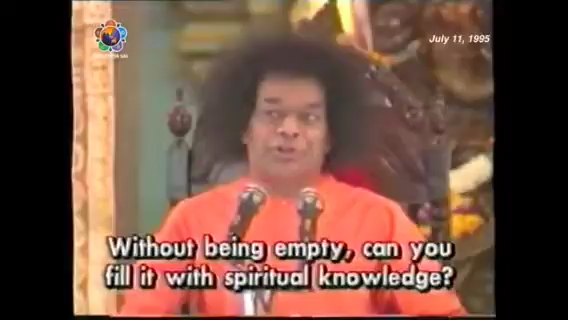 July 11, 1995
Without being empty, can you
fill it with spiritual knowledge?